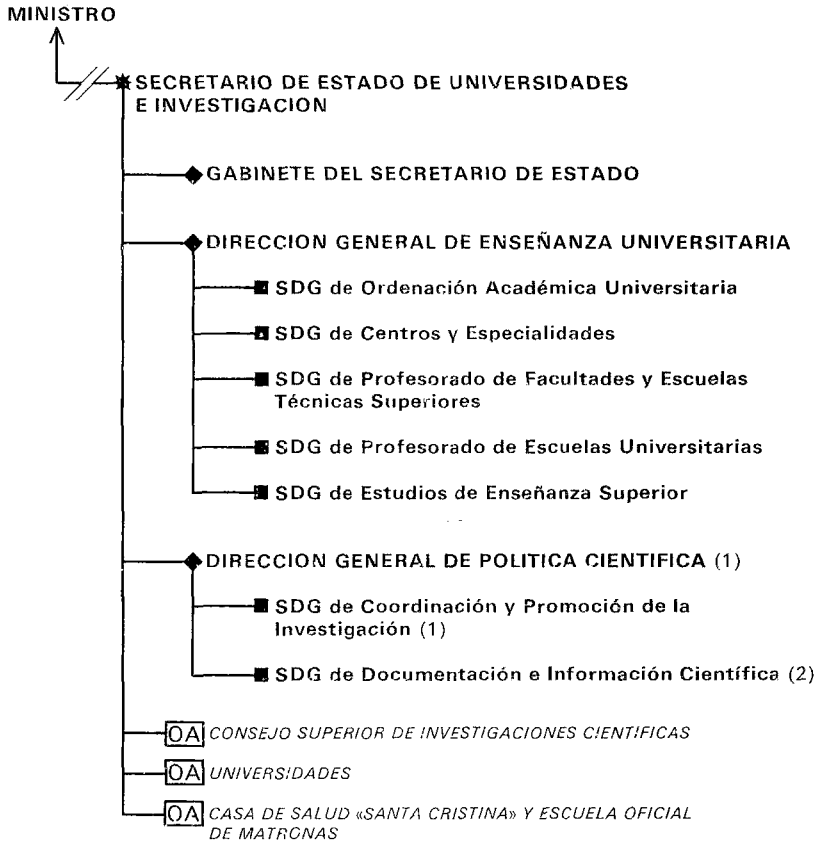 MINISTRO
SECRETARIO DE ESTADO DE UNIVERSIDADES
E INVESTIGACION
GABINETE DEL SECRETARIO DE ESTADO
DIRECCION GENERAL DE ENSEÑANZA UNIVERSITARIA
SDG de Ordenación Académica Universitaria
SDG de Centros y Especialidades
SDG de Profesorado de Facultades y Escuelas
Técnicas Superiores
SDG de Profesorado de Escuelas Universitarias
SDG de Estudios de Enseñanza Superior
DIRECCION GENERAL DE POLITICA CIENTIFICA (1)
SDG de Coordinación y Promoción de la
Investigación (1)
SDG de Documentación e Información Científica (2)
OA CONSEJO SUPERIOR DE INVESTIGACIONES CIENTIFICAS
OA UNIVERSIDADES
OA CASA DE SALUD «SANTA CRISTINA» Y ESCUELA OFICIAL
DE MATRONAS